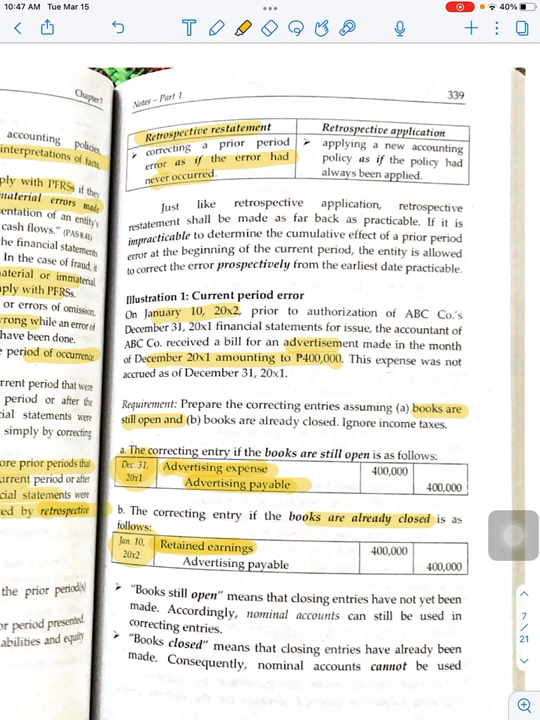 10:47 AM Tue Mar 15
40%
Chapter 7
accounting policies,
interpretations of facts,
ply with PFRSs if they
material errors made
entation of an entity's
cash flows." (PAS 8.41)
he financial statements
In the case of fraud, it
aterial or immaterial
ply with PFRSs.
or errors of omission.
rong while an error of
have been done.
e period of occurrence
rrent period that were
period or after the
cial statements were
simply by correcting
ore prior periods that
urrent period or after
cial statements were
ed by retrospective
the prior period(s)
or period presented,
abilities and equity
Notes – Part 1
339
Retrospective restatement
Retrospective application
➢ correcting a prior period
error as if the error had
never occurred.
➢ applying a new accounting
policy as if the policy had
always been applied.
Just like retrospective application, retrospective
restatement shall be made as far back as practicable. If it is
impracticable to determine the cumulative effect of a prior period
error at the beginning of the current period, the entity is allowed
to correct the error prospectively from the earliest date practicable.
Illustration 1: Current period error
On January 10, 20x2, prior to authorization of ABC Co.'s
December 31, 20x1 financial statements for issue, the accountant of
ABC Co. received a bill for an advertisement made in the month
of December 20x1 amounting to ₱400,000. This expense was not
accrued as of December 31, 20x1.
Requirement: Prepare the correcting entries assuming (a) books are
still open and (b) books are already closed. Ignore income taxes.
a. The correcting entry if the books are still open is as follows:
Dec. 31,
20x1
Advertising expense
400,000
Advertising payable
400,000
b. The correcting entry if the books are already closed is as
follows:
Jan. 10,
20x2
Retained earnings
400,000
Advertising payable
400,000
➢ "Books still open" means that closing entries have not yet been
made. Accordingly, nominal accounts can still be used in
correcting entries.
➢ "Books closed" means that closing entries have already been
made. Consequently, nominal accounts cannot be used
7
/
21